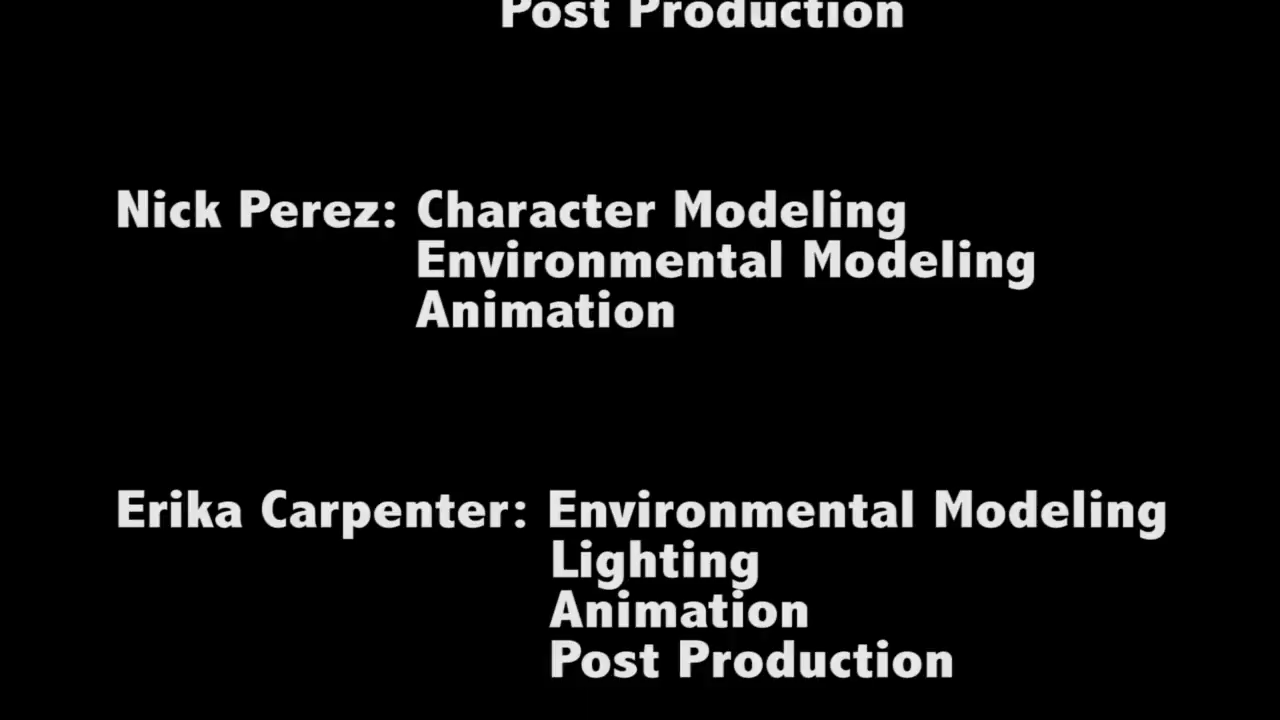 Post Production
Nick Perez: Character Modeling
Environmental Modeling
Animation
Erika Carpenter: Environmental Modeling
Lighting
Animation
Post Production